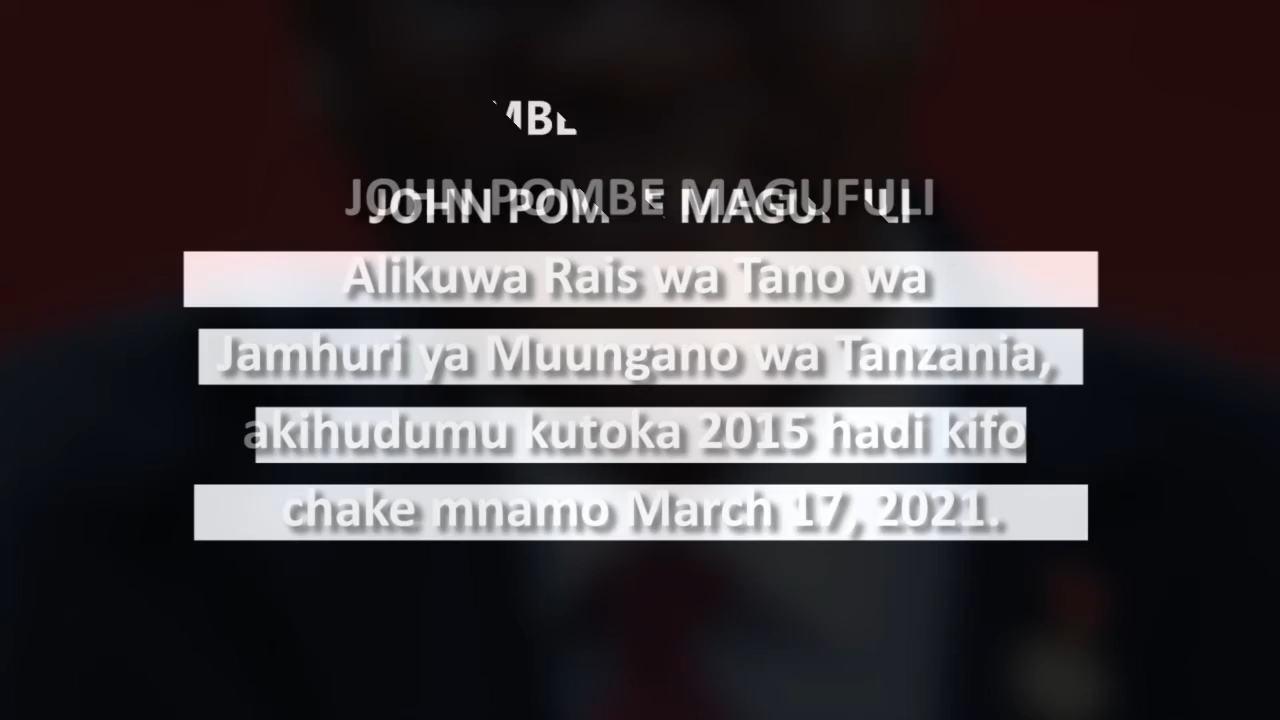 MBE
JOHN POMBE MAGUFULI
Alikuwa Rais wa Tano wa
Jamhuri ya Muungano wa Tanzania,
akihudumu kutoka 2015 hadi kifo
chake mnamo March 17, 2021.